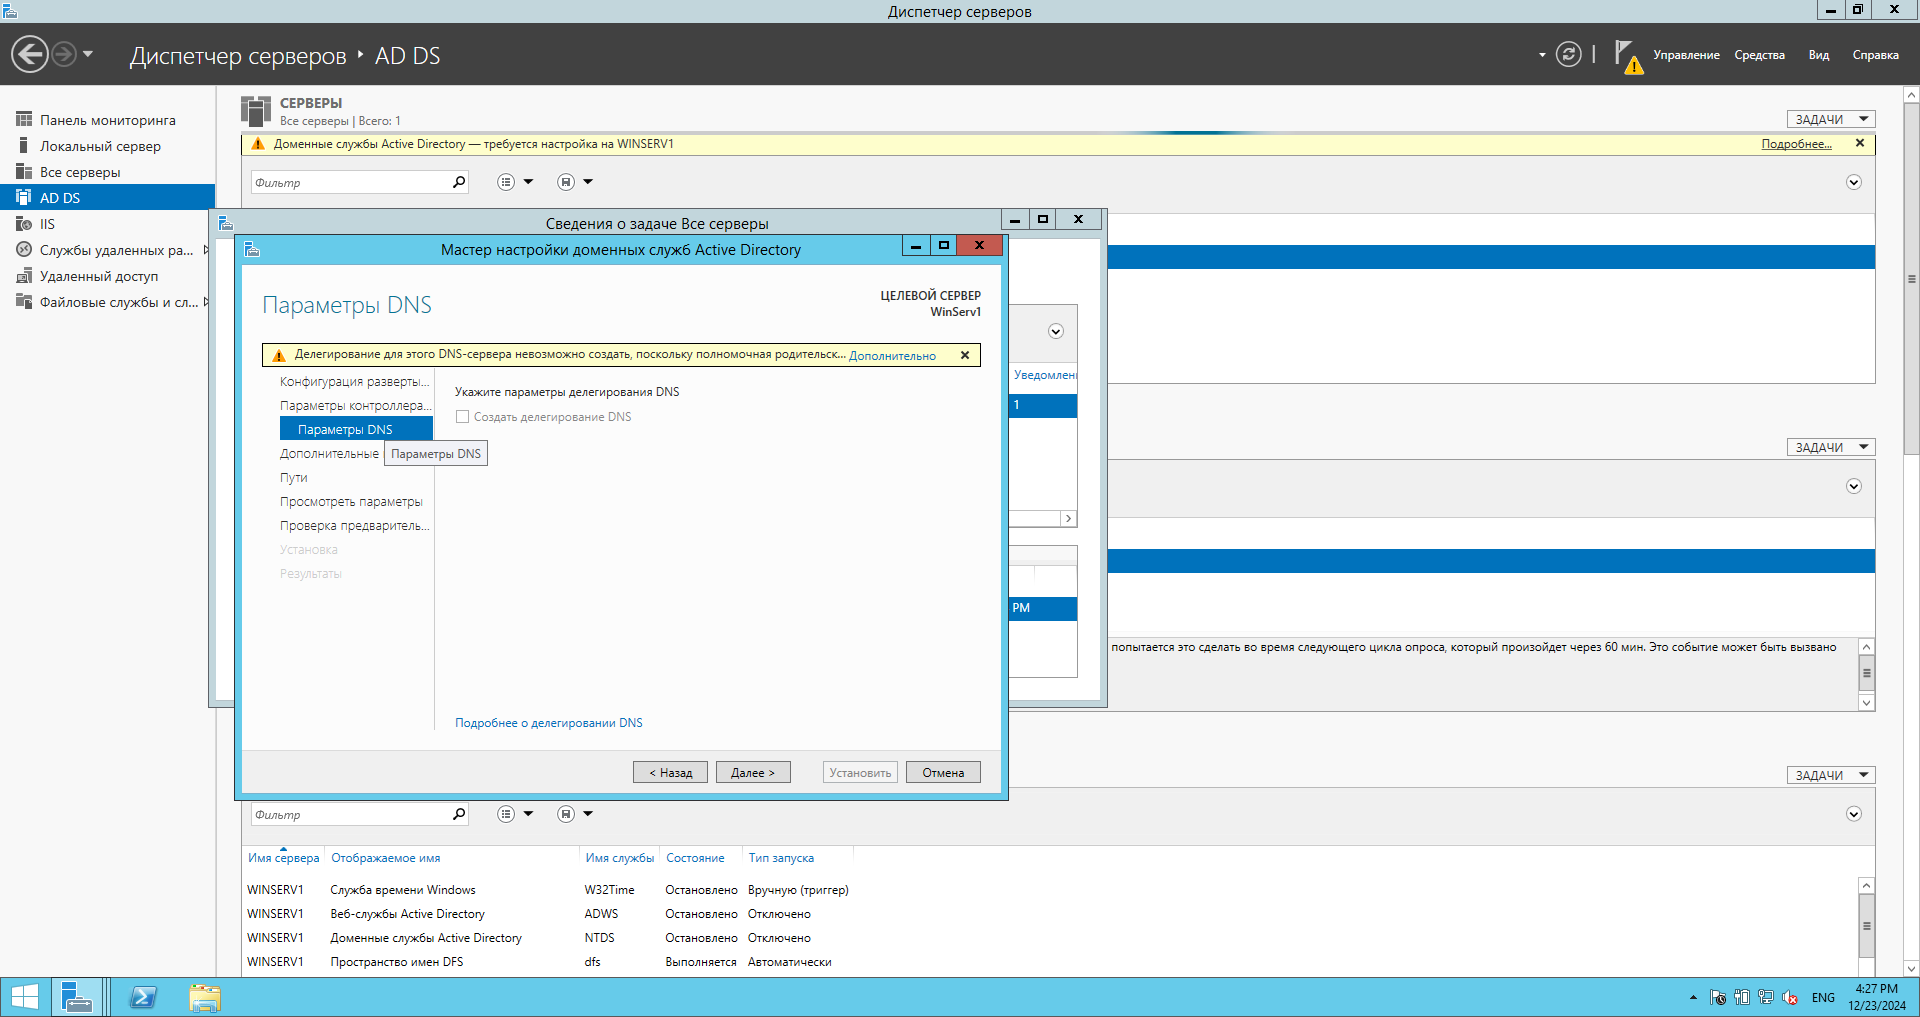 Диспетчер серверов
Диспетчер серверов ‣ AD DS
Управление Средства Вид Справка
Панель мониторинга
Локальный сервер
Все серверы
AD DS
IIS
Службы удаленных ра...
Удаленный доступ
Файловые службы и сл...
СЕРВЕРЫ
Все серверы | Всего: 1
ЗАДАЧИ
Доменные службы Active Directory — требуется настройка на WINSERV1
Подробнее...
Фильтр
Сведения о задаче Все серверы
Мастер настройки доменных служб Active Directory
Параметры DNS
ЦЕЛЕВОЙ СЕРВЕР
WinServ1
Делегирование для этого DNS-сервера невозможно создать, поскольку полномочная родительск... Дополнительно
Конфигурация разверты...
Параметры контроллера...
Параметры DNS
Дополнительные
Параметры DNS
Пути
Просмотреть параметры
Проверка предваритель...
Установка
Результаты
Укажите параметры делегирования DNS
Создать делегирование DNS
Подробнее о делегировании DNS
< Назад
Далее >
Установить
Отмена
Уведомлен
1
PM
ЗАДАЧИ
попытается это сделать во время следующего цикла опроса, который произойдет через 60 мин. Это событие может быть вызвано
ЗАДАЧИ
Фильтр
Имя сервера Отображаемое имя Имя службы Состояние Тип запуска
WINSERV1 Служба времени Windows W32Time Остановлено Вручную (триггер)
WINSERV1 Веб-службы Active Directory ADWS Остановлено Отключено
WINSERV1 Доменные службы Active Directory NTDS Остановлено Отключено
WINSERV1 Пространство имен DFS dfs Выполняется Автоматически
ENG
4:27 PM
12/23/2024